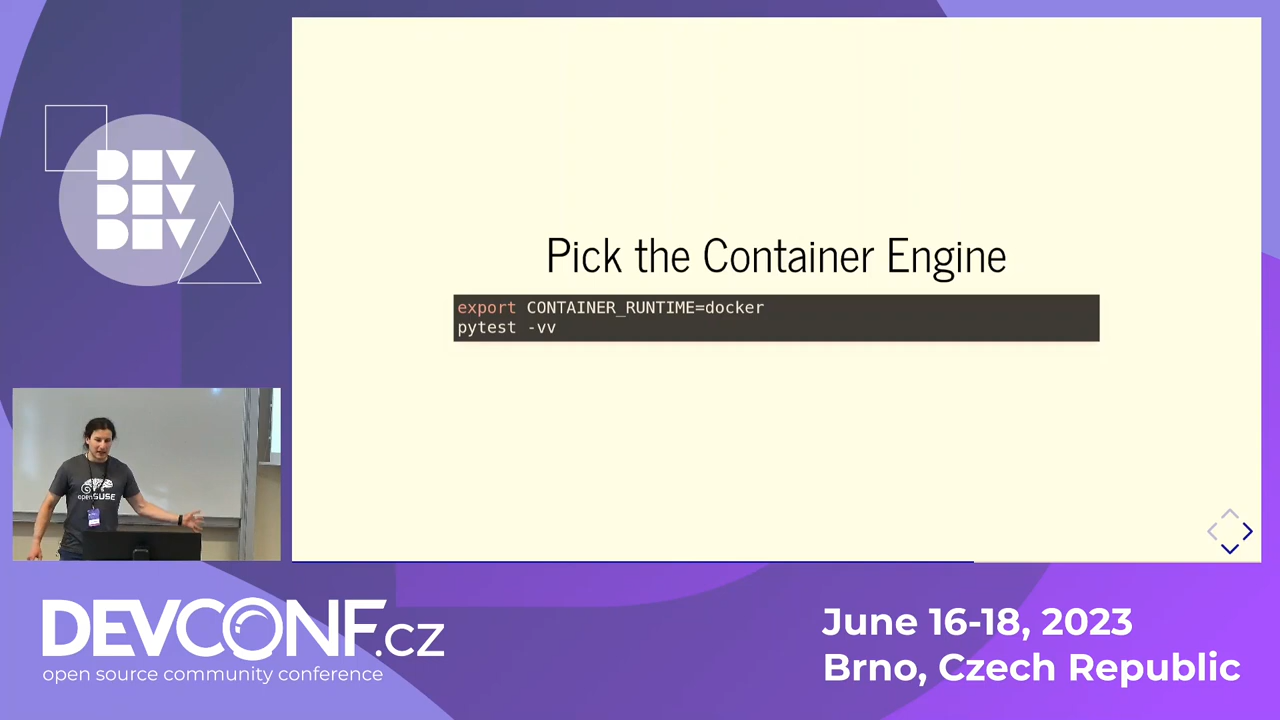 DEV
DEV
DEV
Pick the Container Engine
export CONTAINER_RUNTIME=docker
pytest -vv
openSUSE
DEVCONF.cz
open source community conference
June 16-18, 2023
Brno, Czech Republic